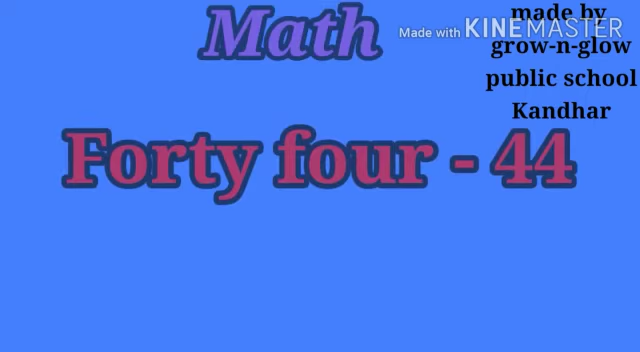 Math
Made with KINEMASTER
made by
grow-n-glow
public school
Kandhar
Forty four - 44